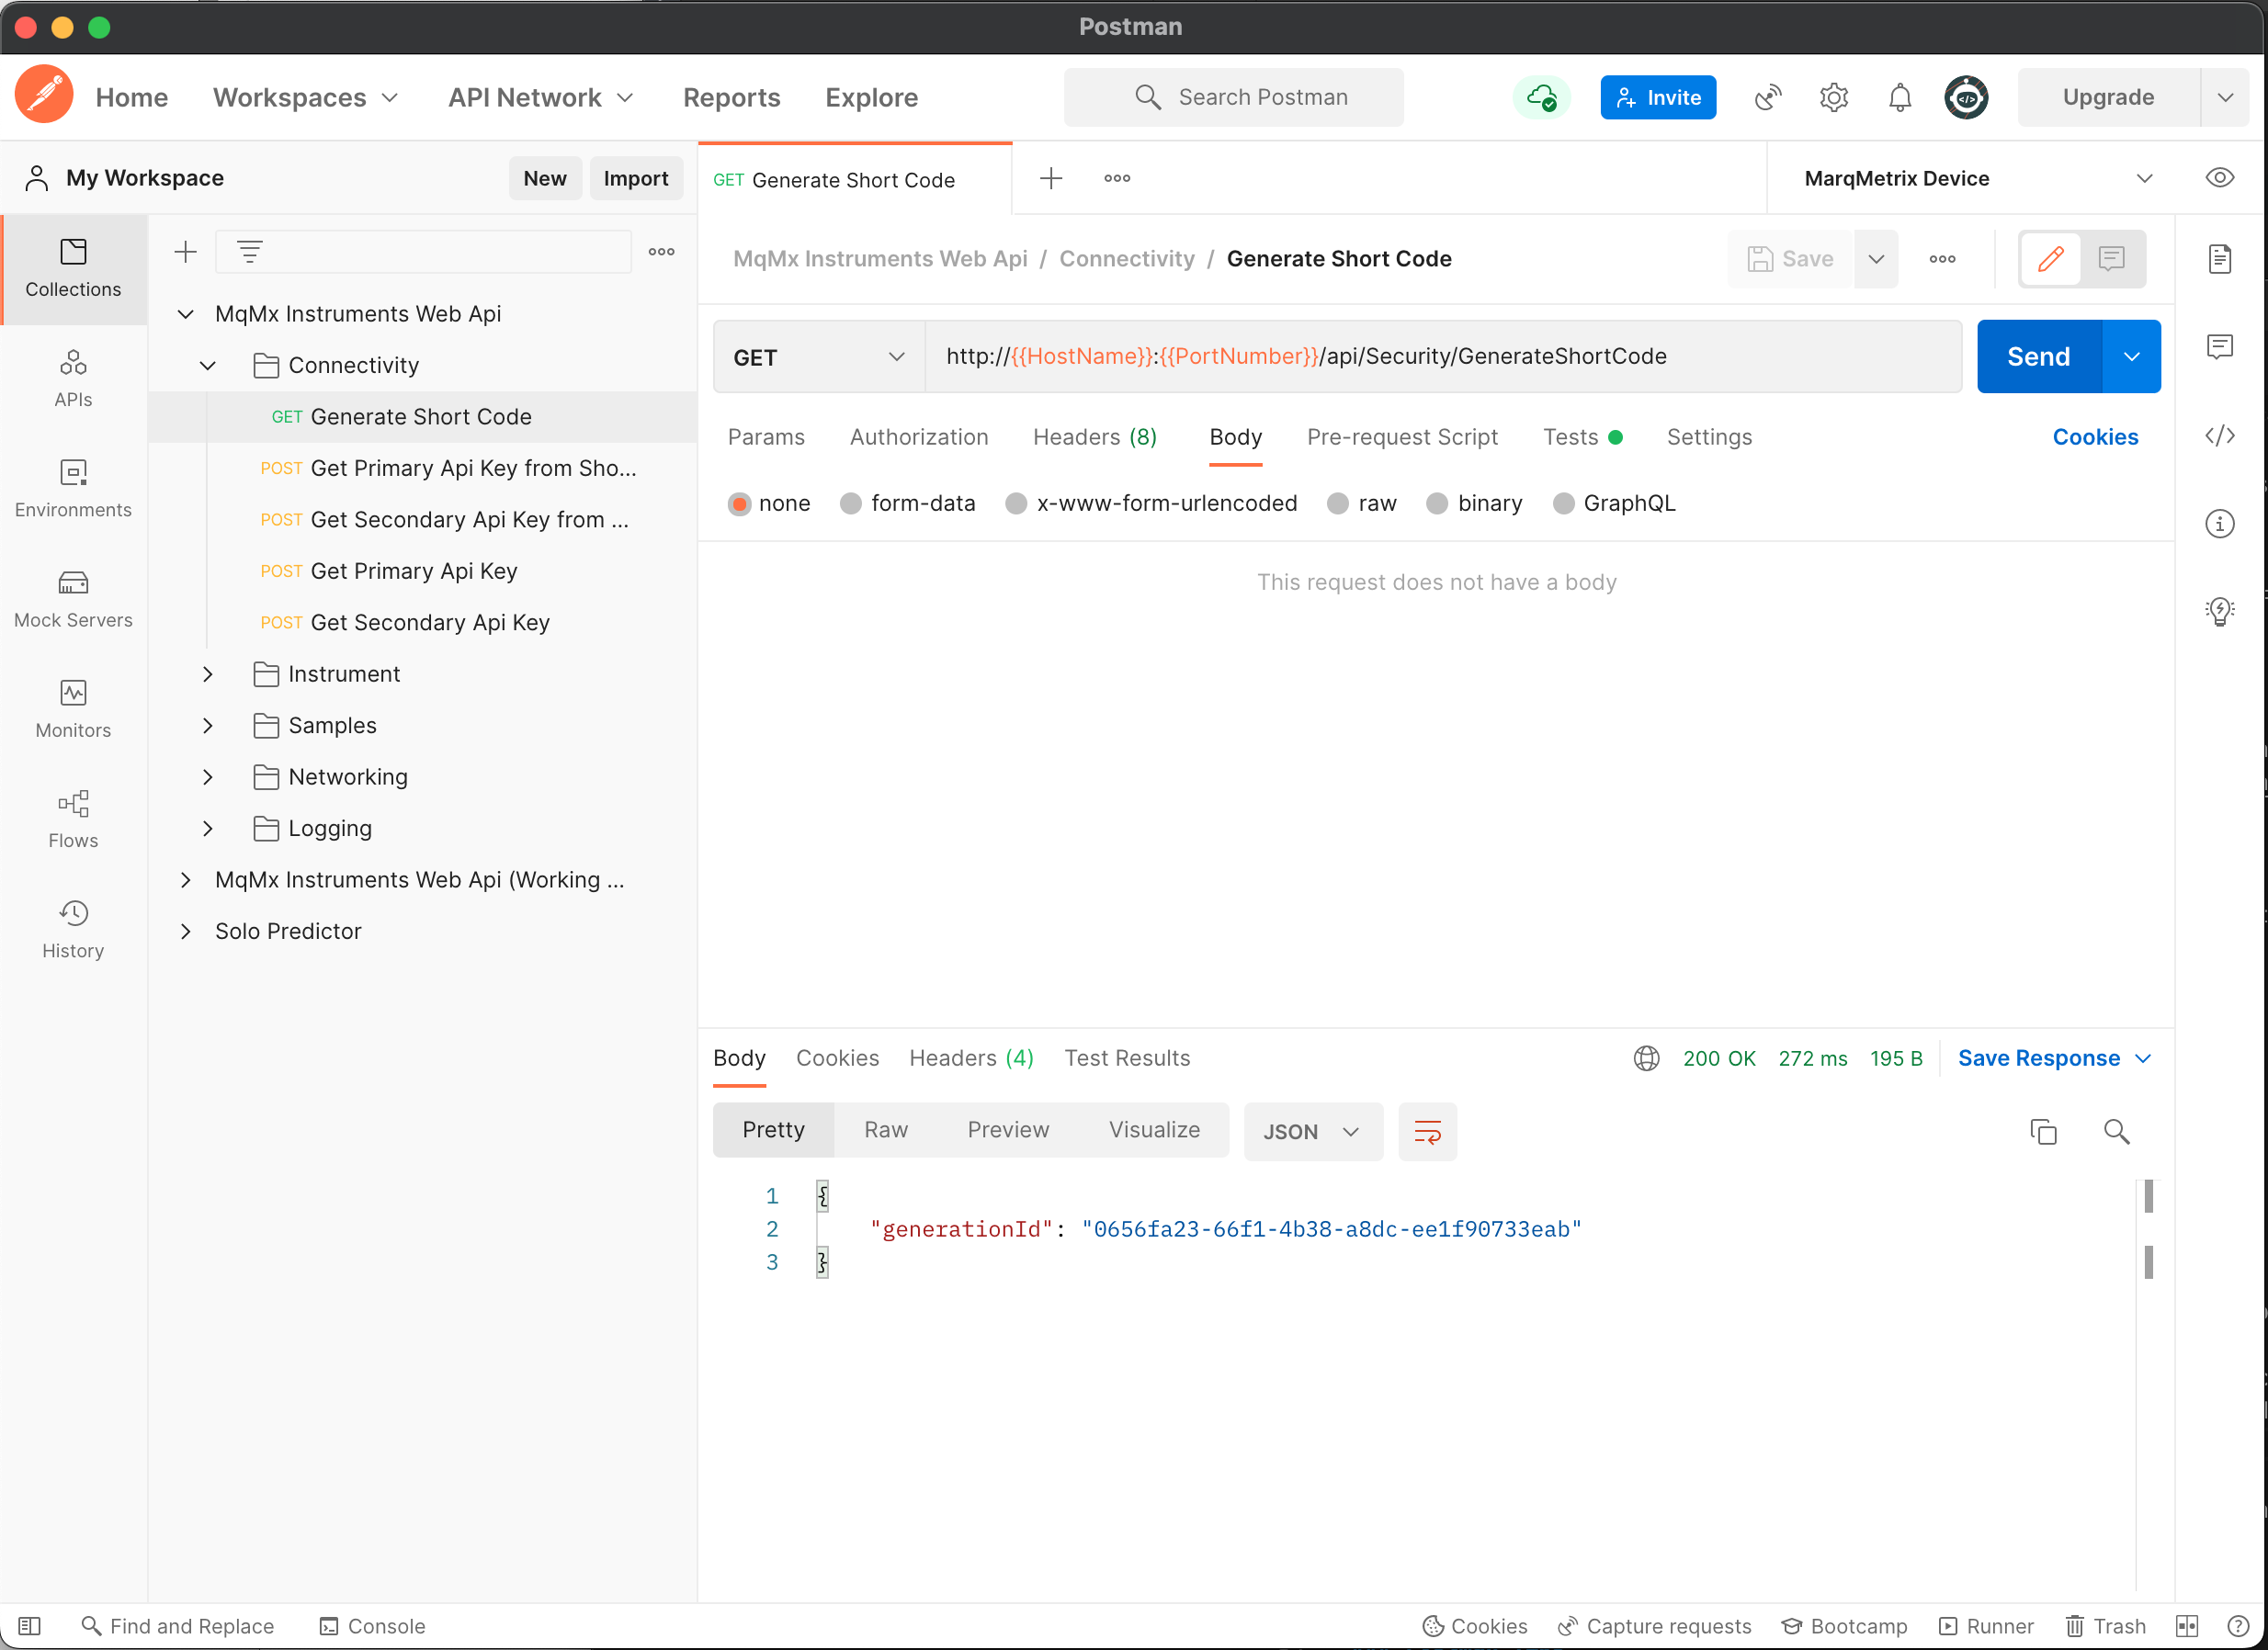 Postman
Home Workspaces API Network Reports Explore Search Postman Invite Upgrade
My Workspace New Import GET Generate Short Code MarqMetrix Device
Collections
APIs
Environments
Mock Servers
Monitors
Flows
History
MqMx Instruments Web Api
Connectivity
GET Generate Short Code
POST Get Primary Api Key from Sho...
POST Get Secondary Api Key from ...
POST Get Primary Api Key
POST Get Secondary Api Key
Instrument
Samples
Networking
Logging
MqMx Instruments Web Api (Working ...
Solo Predictor
MqMx Instruments Web Api / Connectivity / Generate Short Code Save
GET http://{{HostName}}:{{PortNumber}}/api/Security/GenerateShortCode Send
Params Authorization Headers (8) Body Pre-request Script Tests Settings Cookies
none form-data x-www-form-urlencoded raw binary GraphQL
This request does not have a body
Body Cookies Headers (4) Test Results 200 OK 272 ms 195 B Save Response
Pretty Raw Preview Visualize JSON
1 {
2 "generationId": "0656fa23-66f1-4b38-a8dc-ee1f90733eab"
3 }
Find and Replace Console Cookies Capture requests Bootcamp Runner Trash